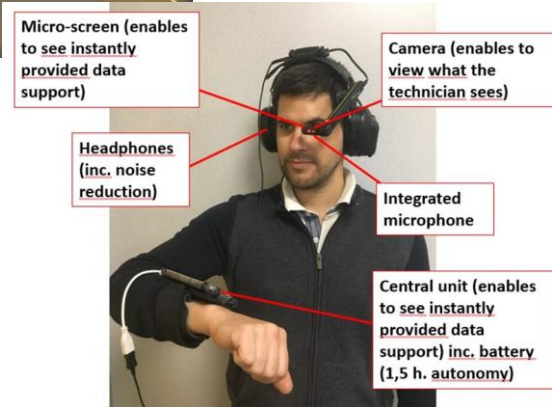 Micro-screen (enables
to see instantly
provided data
support)
Camera (enables to
view what the
technician sees)
Headphones
(inc. noise
reduction)
Integrated
microphone
Central unit (enables
to see instantly
provided data
support) inc. battery
(1,5 h. autonomy)